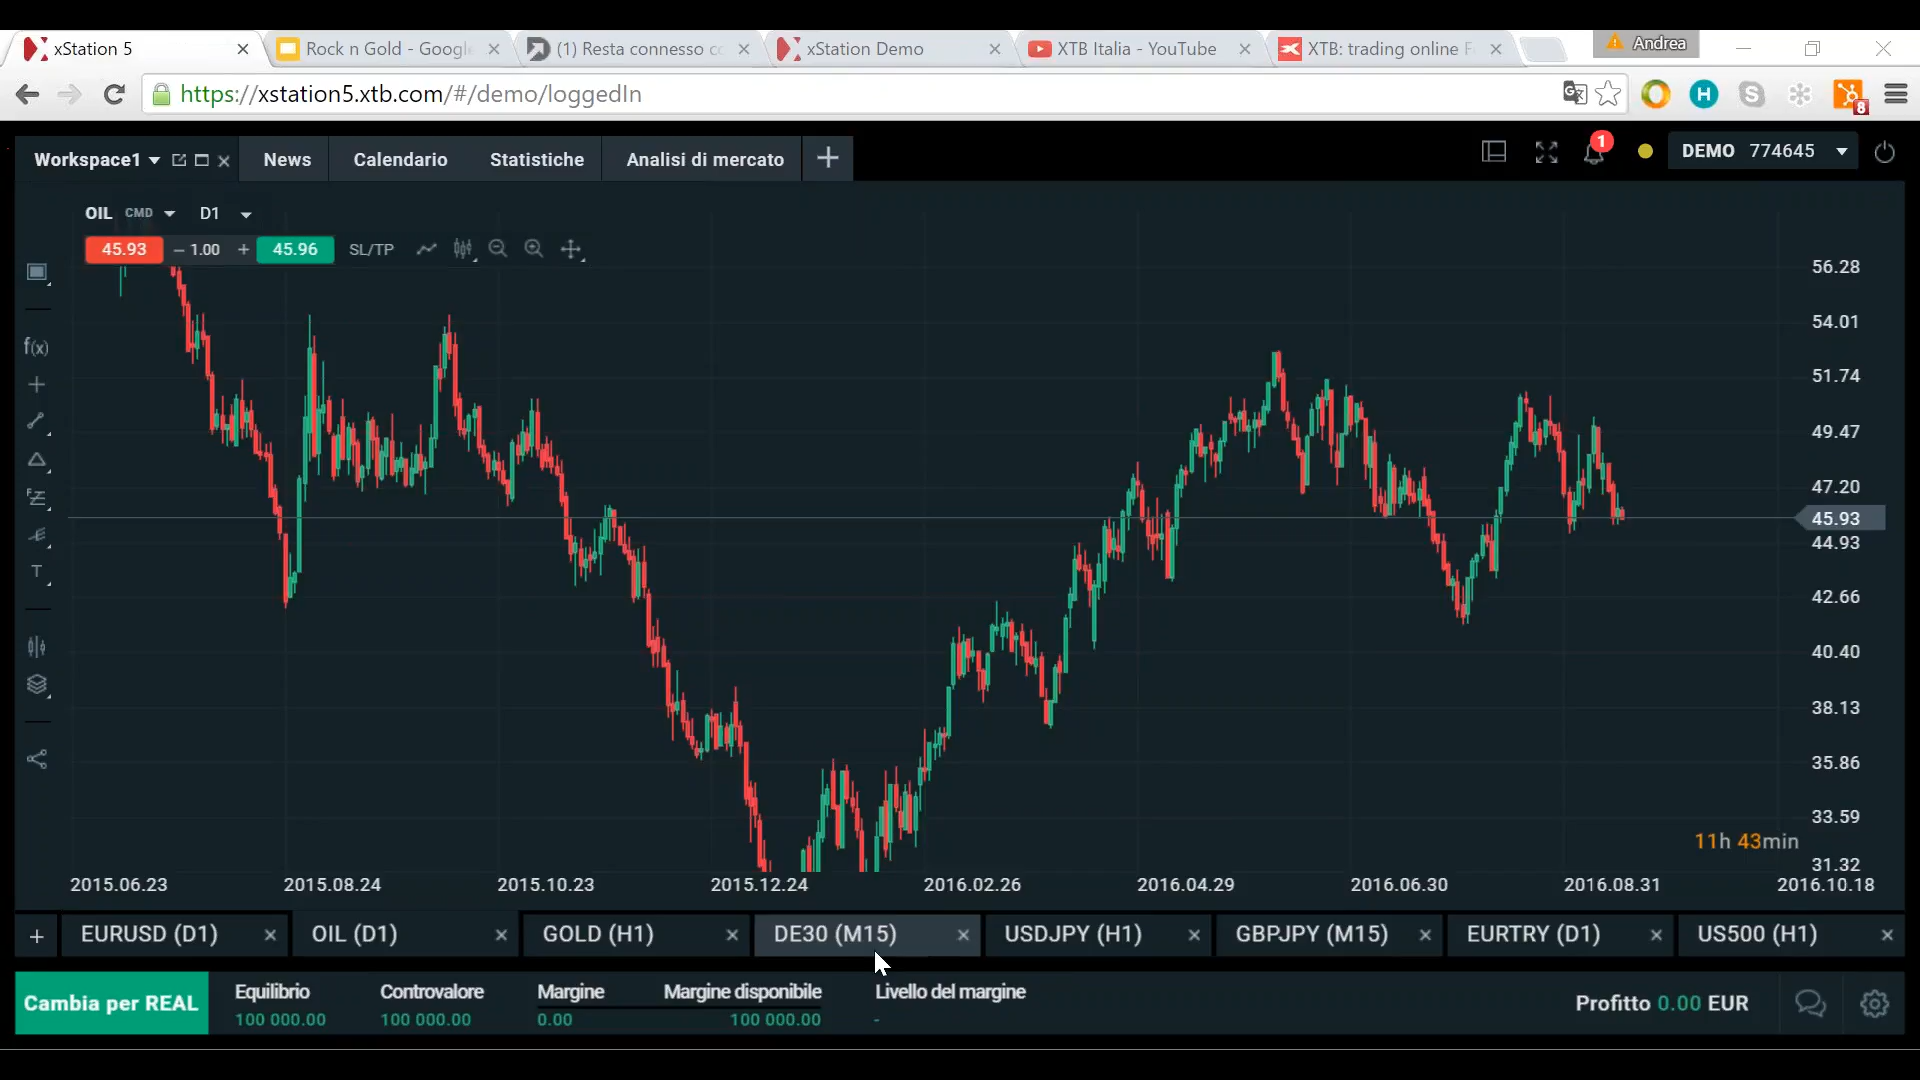 xStation 5
Rock n Gold - Google
(1) Resta connesso co
xStation Demo
XTB Italia - YouTube
XTB: trading online F
Andrea
https://xstation5.xtb.com/#/demo/loggedIn
H
8
Workspace1
News
Calendario
Statistiche
Analisi di mercato
1
DEMO 774645
OIL CMD D1
45.93 − 1.00 + 45.96 SL/TP
f(x)
T
56.28
54.01
51.74
49.47
47.20
45.93
44.93
42.66
40.40
38.13
35.86
33.59
11h 43min
31.32
2015.06.23 2015.08.24 2015.10.23 2015.12.24 2016.02.26 2016.04.29 2016.06.30 2016.08.31 2016.10.18
EURUSD (D1) OIL (D1) GOLD (H1) DE30 (M15) USDJPY (H1) GBPJPY (M15) EURTRY (D1) US500 (H1)
Cambia per REAL
Equilibrio Controvalore Margine Margine disponibile Livello del margine
100 000.00 100 000.00 0.00 100 000.00 -
Profitto 0.00 EUR